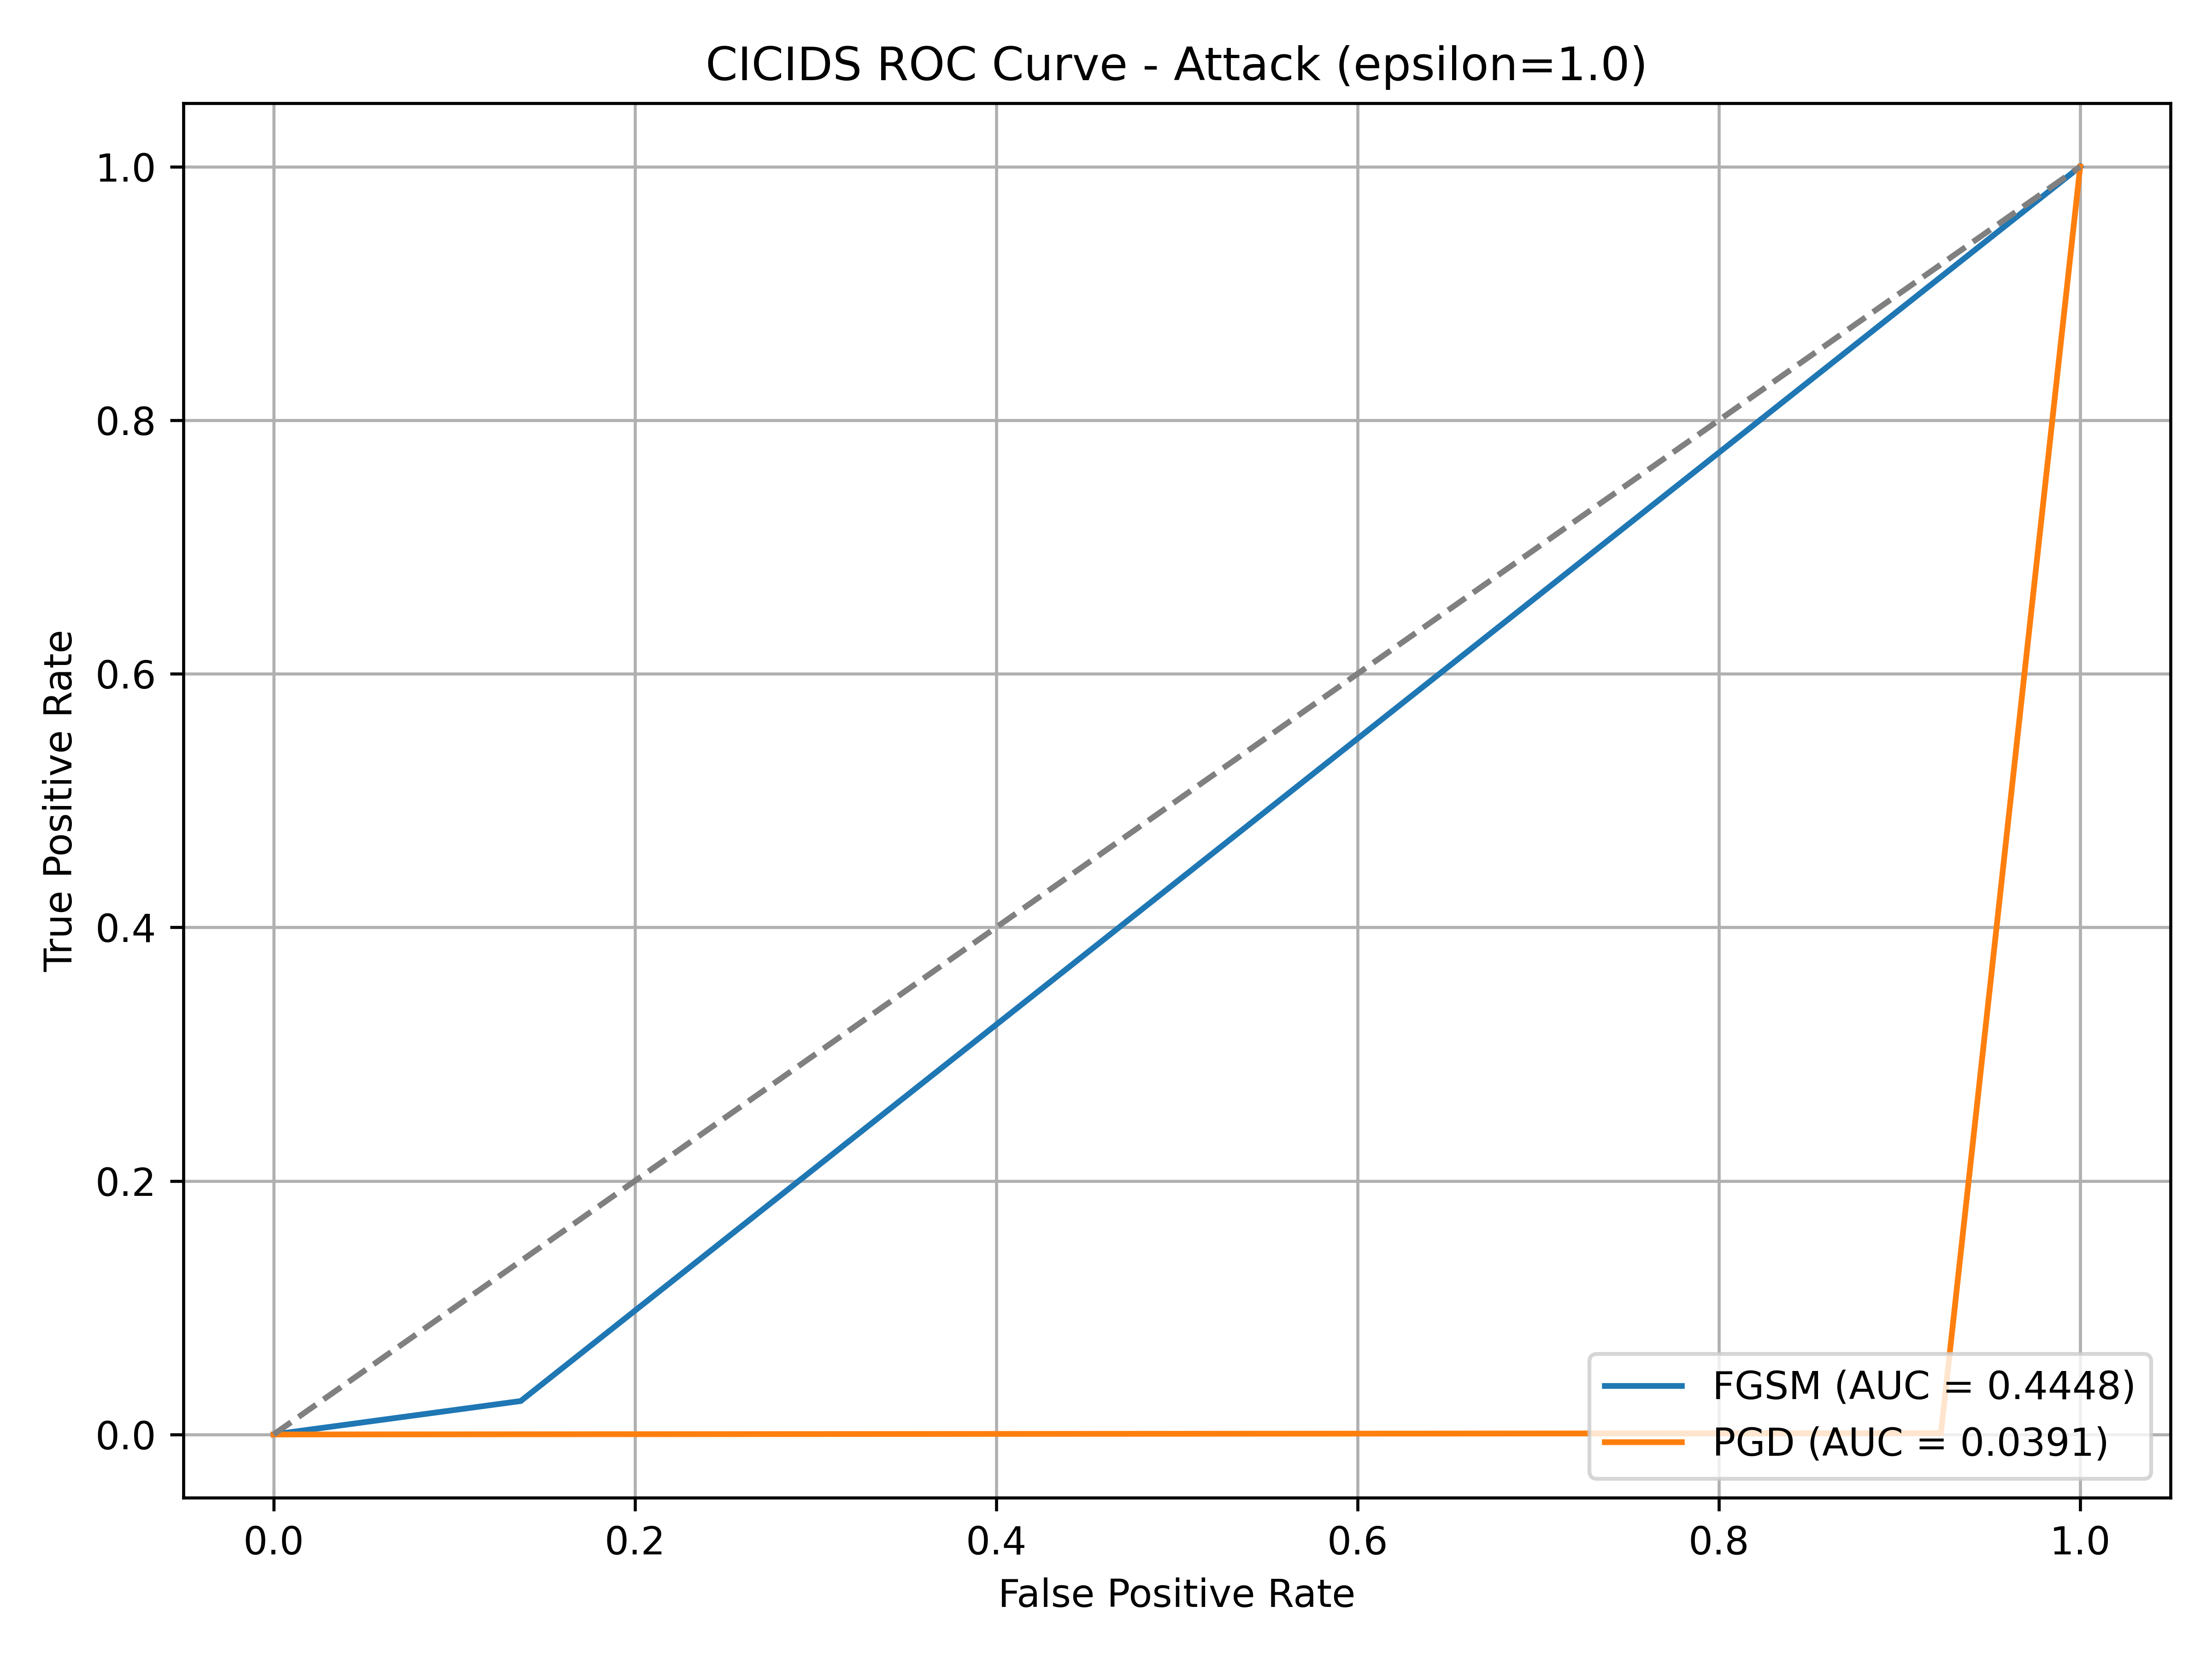 CICIDS ROC Curve - Attack (epsilon=1.0)
True Positive Rate
1.0
0.8
0.6
0.4
0.2
0.0
FGSM (AUC = 0.4448)
PGD (AUC = 0.0391)
0.0 0.2 0.4 0.6 0.8 1.0
False Positive Rate